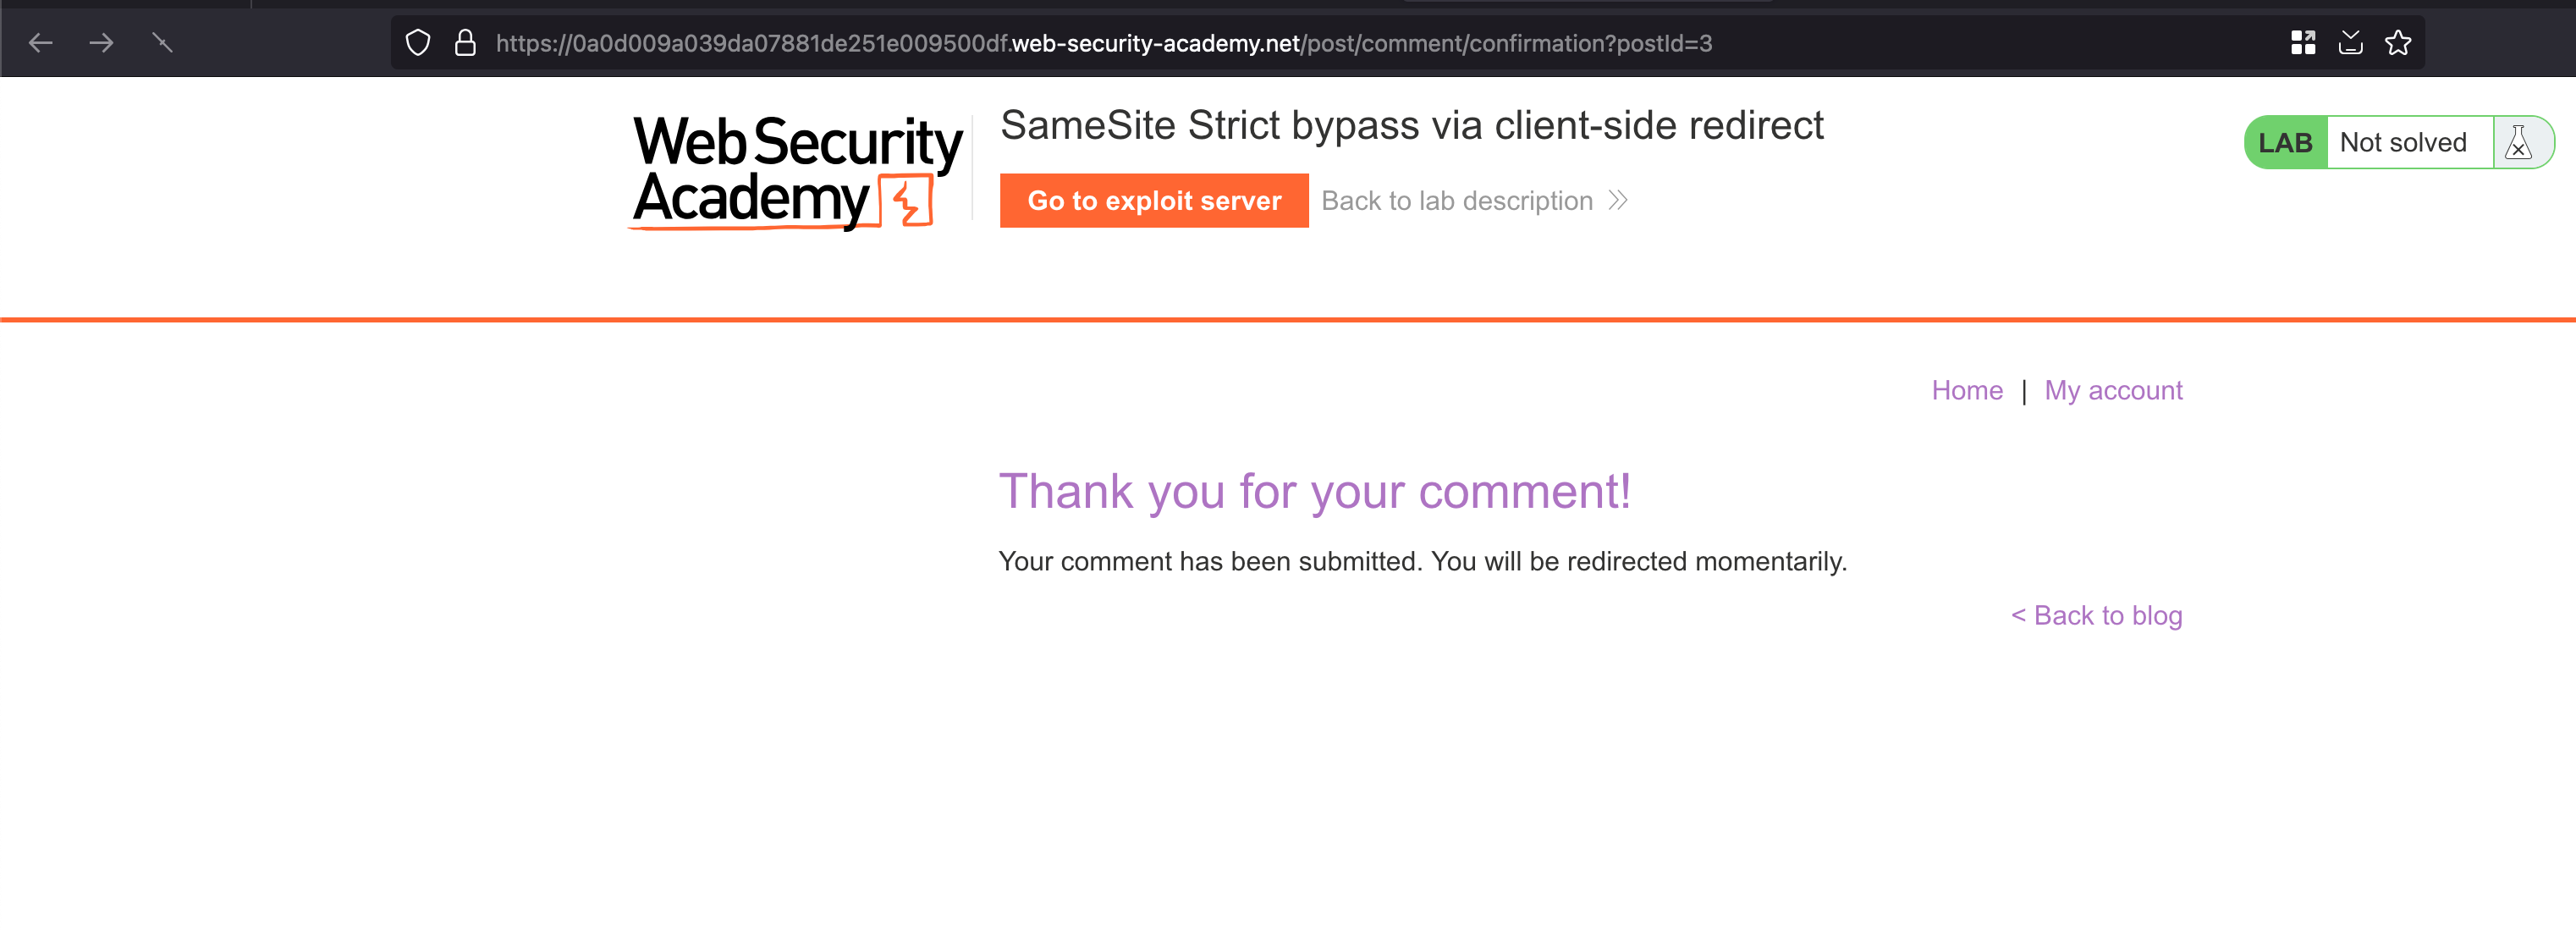 https://0a0d009a039da07881de251e009500df.web-security-academy.net/post/comment/confirmation?postId=3
WebSecurity
Academy
SameSite Strict bypass via client-side redirect
LAB Not solved
Go to exploit server Back to lab description
Home | My account
Thank you for your comment!
Your comment has been submitted. You will be redirected momentarily.
< Back to blog